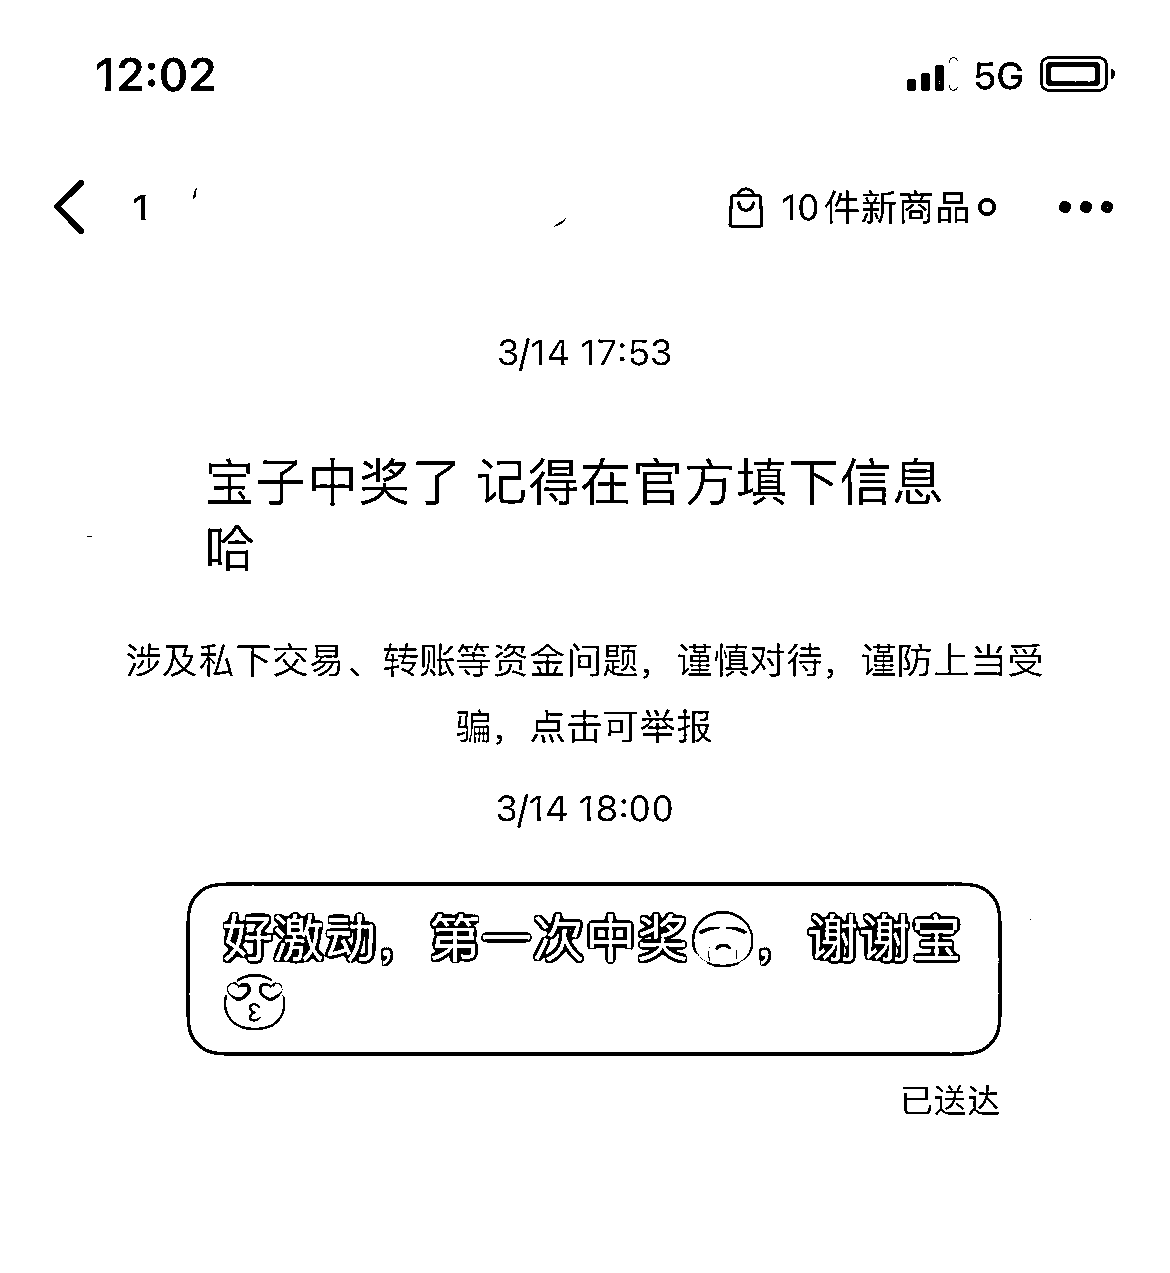 12:02 5G
1 10件新商品
3/14 17:53
宝子中奖了 记得在官方填下信息
哈
涉及私下交易、转账等资金问题，谨慎对待，谨防上当受
骗，点击可举报
3/14 18:00
好激动，第一次中奖😭，谢谢宝
😍
已送达